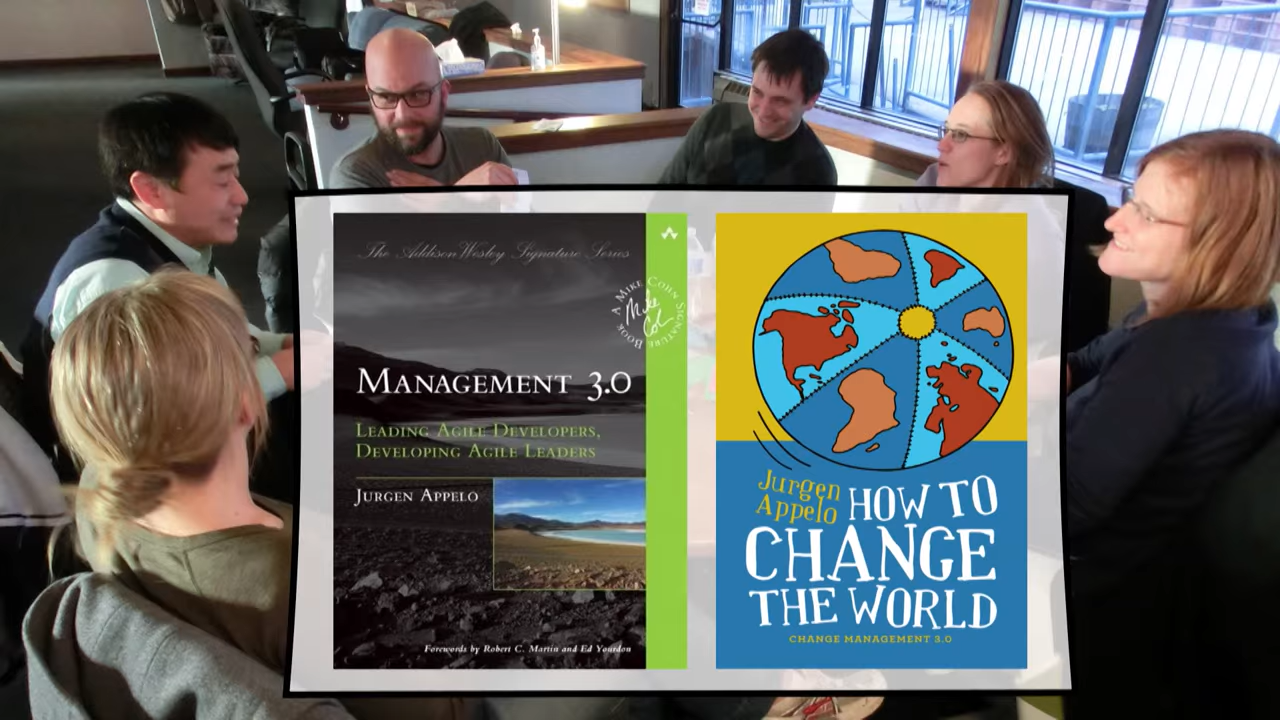 The Addison Wesley Signature Series
A MIKE COHN SIGNATURE BOOK
Mike Cohn
MANAGEMENT 3.0
LEADING AGILE DEVELOPERS,
DEVELOPING AGILE LEADERS
JURGEN APPELO
Forewords by Robert C. Martin and Ed Yourdon
Jurgen
Appelo
HOW TO
CHANGE
THE WORLD
CHANGE MANAGEMENT 3.0